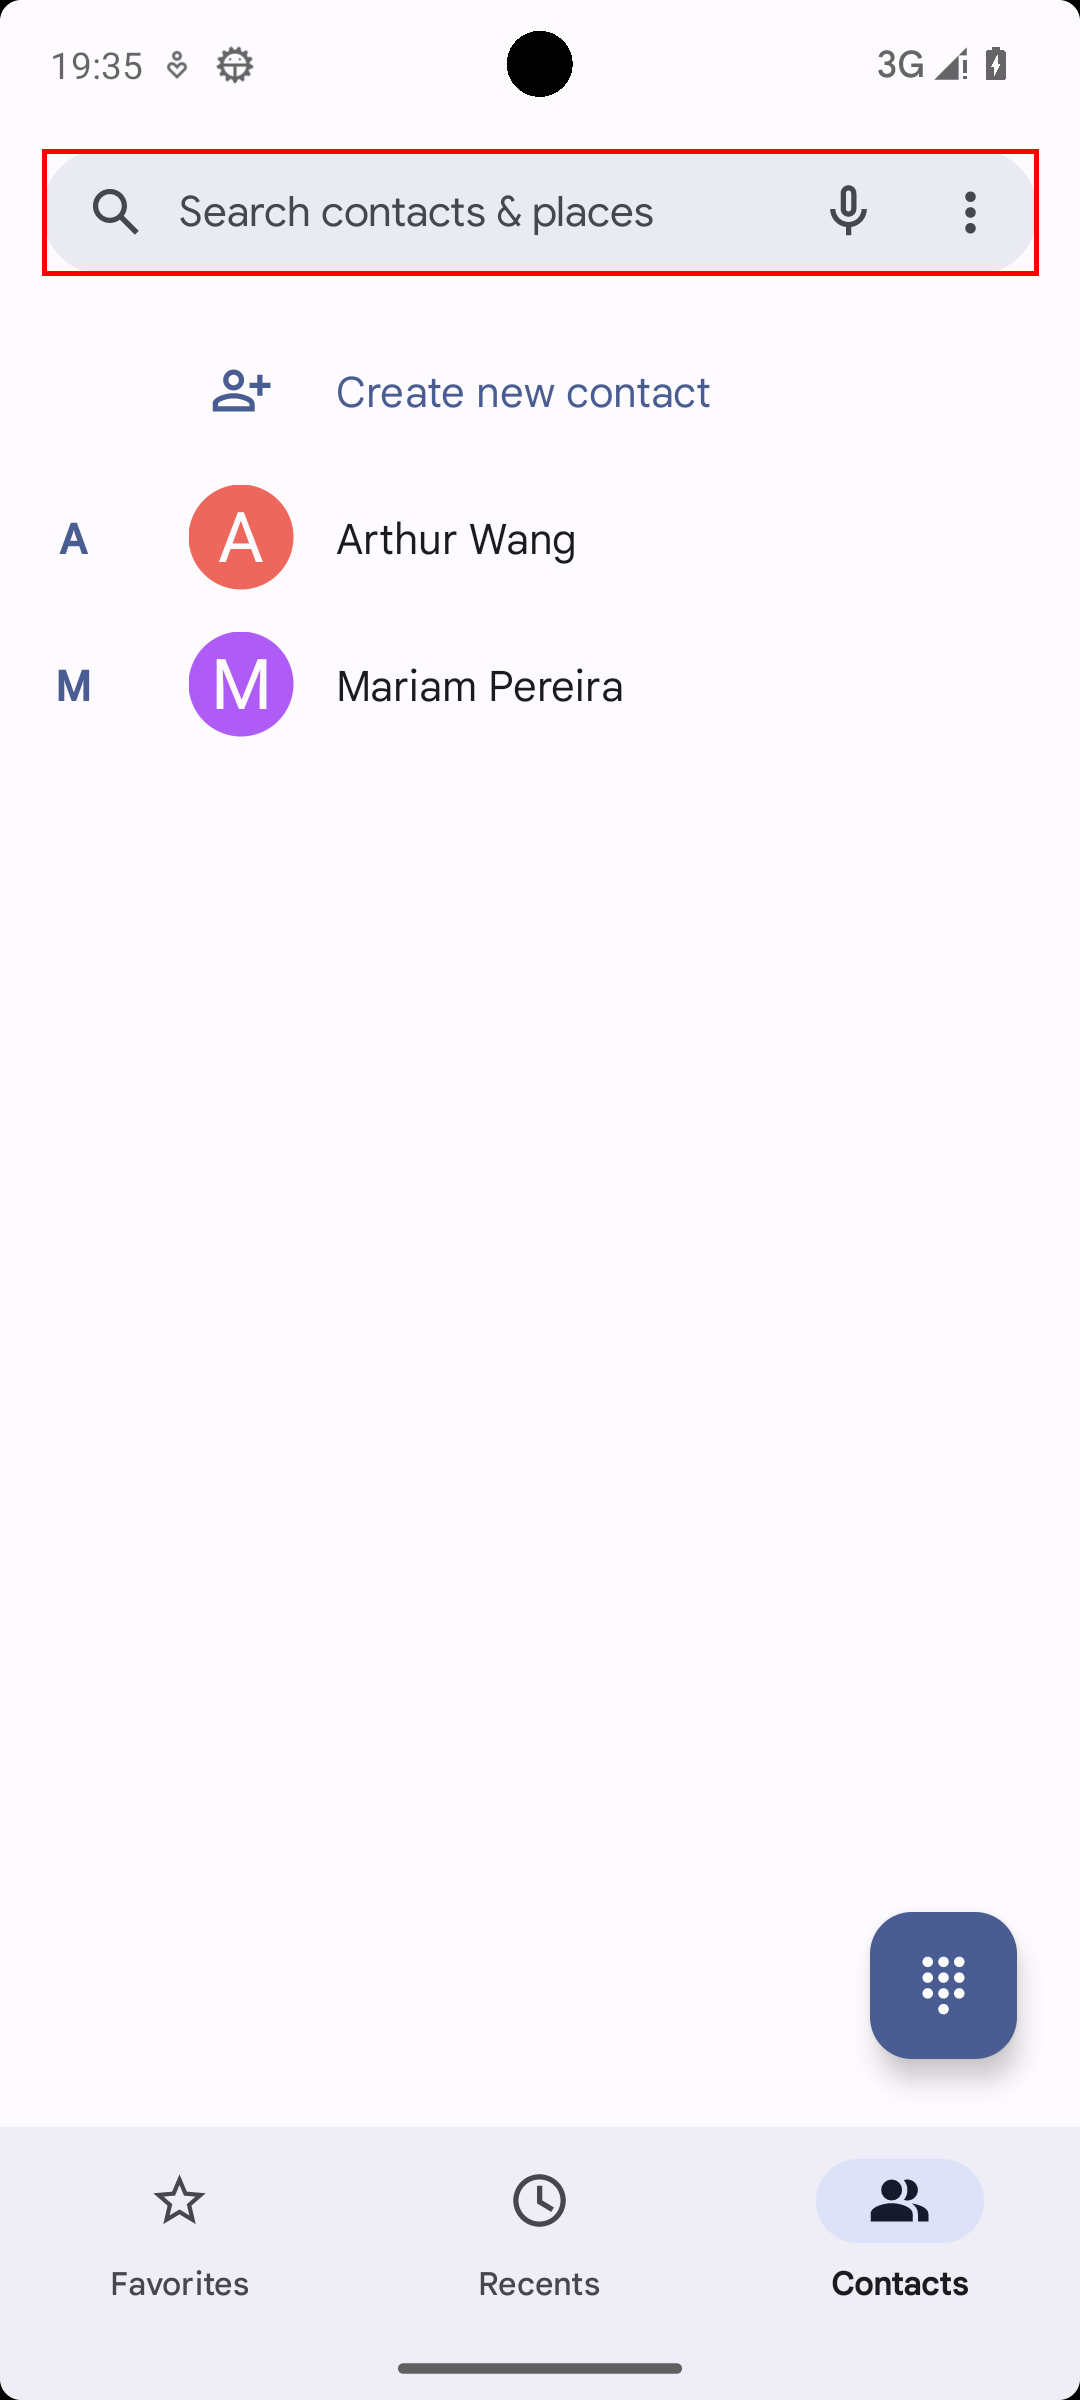 19:35 3G
Search contacts & places
Create new contact
A A Arthur Wang
M M Mariam Pereira
Favorites Recents Contacts